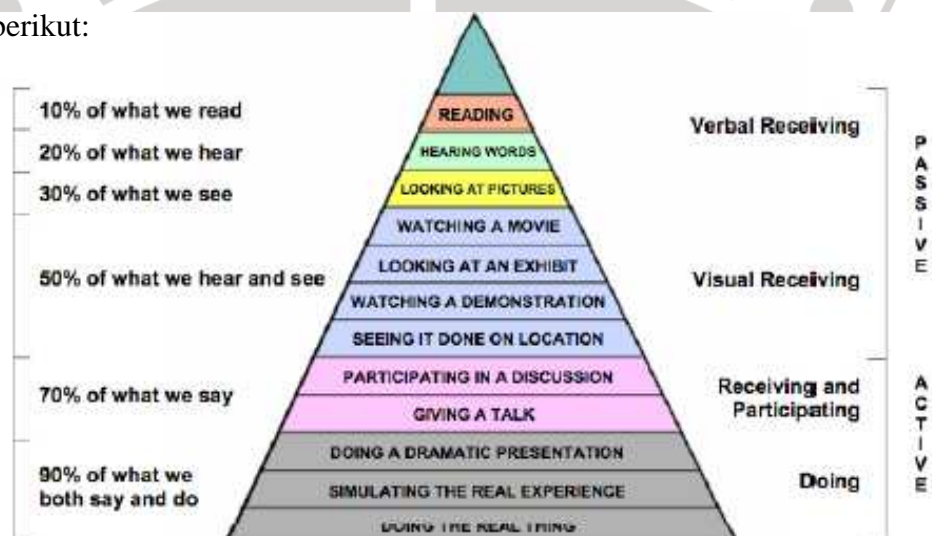 berikut:
10% of what we read
20% of what we hear
30% of what we see
50% of what we hear and see
70% of what we say
90% of what we
both say and do
READING
HEARING WORDS
LOOKING AT PICTURES
WATCHING A MOVIE
LOOKING AT AN EXHIBIT
WATCHING A DEMONSTRATION
SEEING IT DONE ON LOCATION
PARTICIPATING IN A DISCUSSION
GIVING A TALK
DOING A DRAMATIC PRESENTATION
SIMULATING THE REAL EXPERIENCE
DOING THE REAL THING
Verbal Receiving
Visual Receiving
Receiving and
Participating
Doing
PASSIVE
ACTIVE